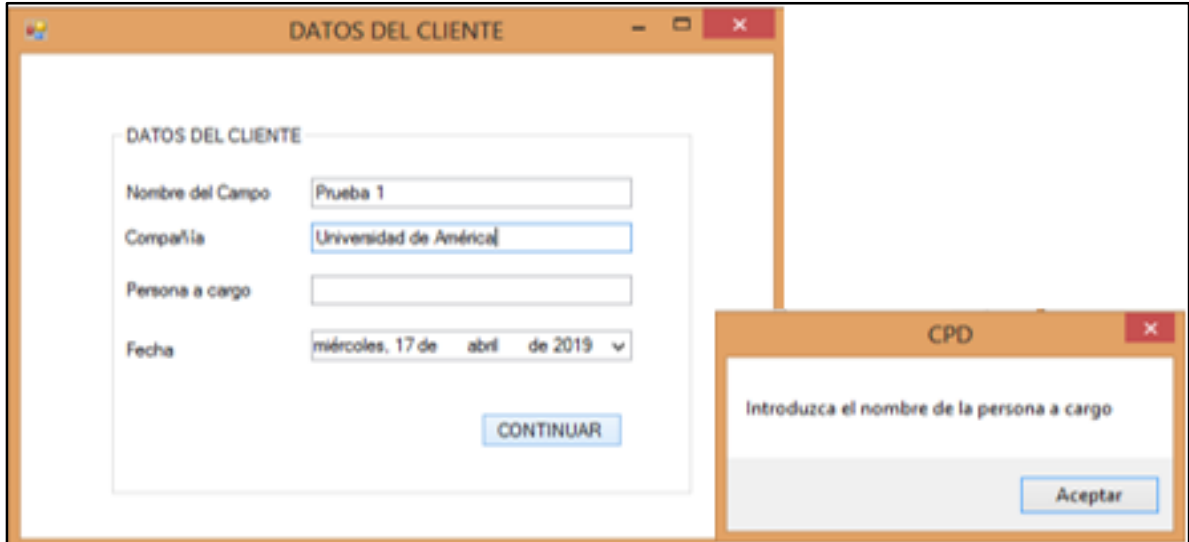 DATOS DEL CLIENTE
DATOS DEL CLIENTE
Nombre del Campo Prueba 1
Compañía Universidad de América
Persona a cargo
Fecha miércoles, 17 de abril de 2019
CONTINUAR
CPD
Introduzca el nombre de la persona a cargo
Aceptar